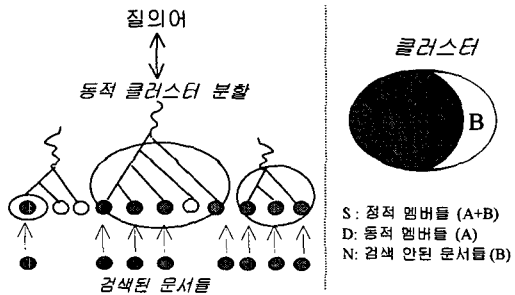 질의어
동적 클러스터 분할
검색된 문서들
클러스터
B
S : 정적 멤버들 (A+B)
D: 동적 멤버들 (A)
N: 검색 안된 문서들 (B)